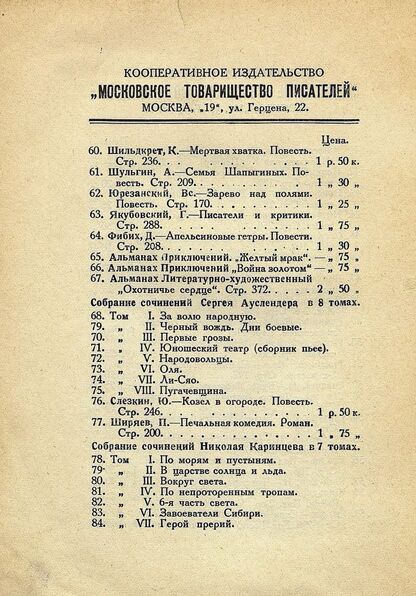 КООПЕРАТИВНОЕ ИЗДАТЕЛЬСТВО
„МОСКОВСКОЕ ТОВАРИЩЕСТВО ПИСАТЕЛЕЙ“
МОСКВА, „19“, ул. Герцена, 22.
Цена.
60. Шильдкрет, К.—Мертвая хватка. Повесть.
Стр. 236. . . . . . . . . . . . . . 1 р. 50 к.
61. Шульгин, А.—Семья Шапыгиных. По-
весть. Стр. 209. . . . . . . . . . . 1 „ 30 „
62. Юрезанский, Вс.—Зарево над полями.
Повесть. Стр. 170. . . . . . . . . . 1 „ 25 „
63. Якубовский, Г.—Писатели и критики.
Стр. 288. . . . . . . . . . . . . . 1 „ 75 „
64. Фибих, Д.—Апельсиновые гетры. Повести.
Стр. 208. . . . . . . . . . . . . . 1 „ 30 „
65. Альманах Приключений. „Желтый мрак“. — „ 75 „
66. Альманах Приключений „Война золотом“ — „ 75 „
67. Альманах Литературно-художественный
„Охотничье сердце“. Стр. 372. . . . 2 „ 50 „
Собрание сочинений Сергея Ауслендера в 8 томах.
68. Том I. За волю народную.
79. „ II. Черный вождь. Дни боевые.
70. „ III. Первые грозы.
71. „ IV. Юношеский театр (сборник пьес).
72. „ V. Народовольцы.
73. „ VI. Оля.
74. „ VII. Ли-Сяо.
75. „ VIII. Пугачевщина.
76. Слезкин, Ю.—Козел в огороде. Повесть.
Стр. 246. . . . . . . . . . . . . . 1 р. 50 к.
77. Ширяев, П.—Печальная комедия. Роман.
Стр. 200. . . . . . . . . . . . . . 1 „ 75 „
Собрание сочинений Николая Каринцева в 7 томах.
78. Том I. По морям и пустыням.
79. „ II. В царстве солнца и льда.
80. „ III. Вокруг света.
81. „ IV. По непроторенным тропам.
82. „ V. 6-я часть света.
83. „ VI. Завоеватели Сибири.
84. „ VII. Герой прерий.